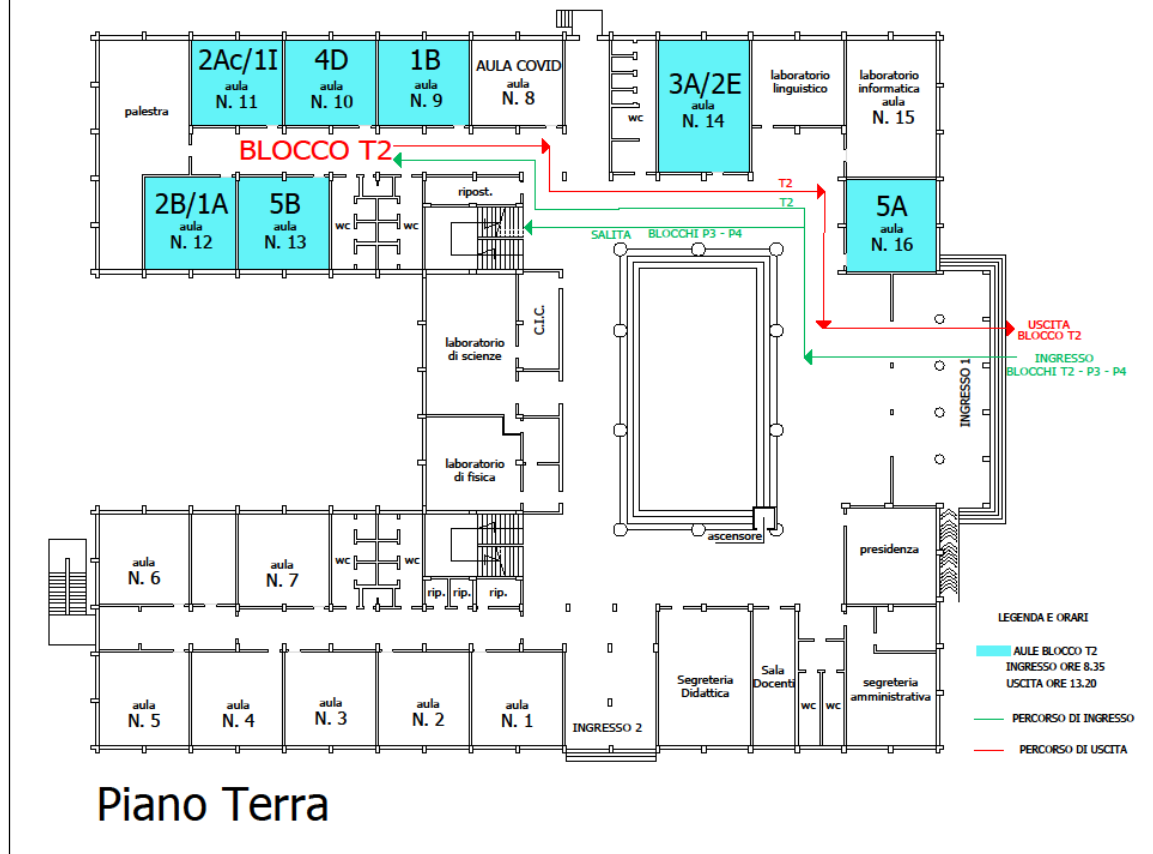 2Ac/1I
aula
N. 11
4D
aula
N. 10
1B
aula
N. 9
AULA COVID
N. 8
wc
3A/2E
aula
N. 14
laboratorio
linguistico
laboratorio
informatica
aula
N. 15
palestra
BLOCCO T2
2B/1A
aula
N. 12
5B
aula
N. 13
wc
wc
ripost.
T2
T2
SALITA BLOCCHI P3 - P4
5A
aula
N. 16
C.I.C.
laboratorio
di scienze
USCITA
BLOCCO T2
INGRESSO
BLOCCHI T2 - P3 - P4
INGRESSO 1
laboratorio
di fisica
ascensore
presidenza
aula
N. 6
aula
N. 7
wc
wc
rip.
rip.
rip.
aula
N. 5
aula
N. 4
aula
N. 3
aula
N. 2
aula
N. 1
INGRESSO 2
Segreteria
Didattica
Sala
Docenti
wc
wc
segreteria
amministrativa
LEGENDA E ORARI
AULE BLOCCO T2
INGRESSO ORE 8.35
USCITA ORE 13.20
PERCORSO DI INGRESSO
PERCORSO DI USCITA
Piano Terra